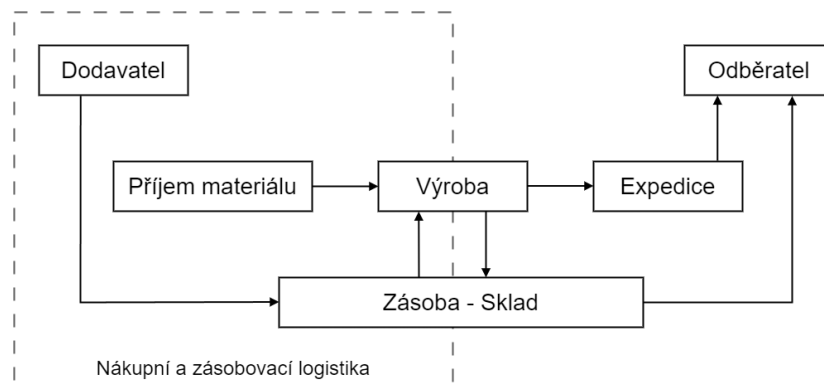 Dodavatel
Odběratel
Příjem materiálu
Výroba
Expedice
Zásoba - Sklad
Nákupní a zásobovací logistika